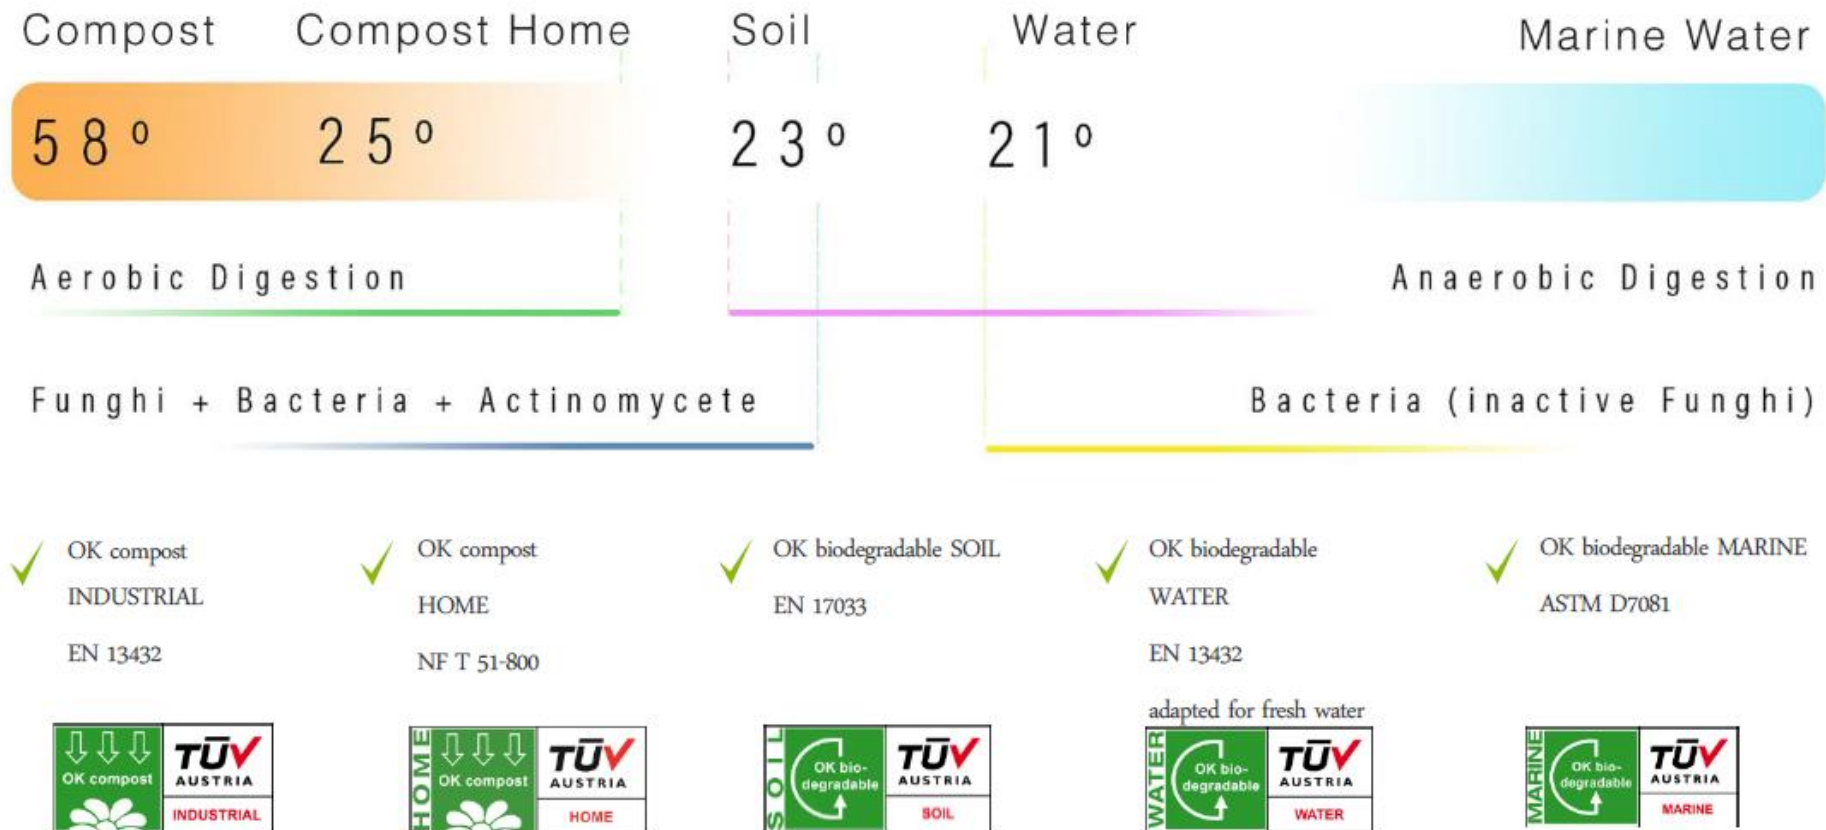 Compost Compost Home Soil Water Marine Water
58º 25º 23º 21º
Aerobic Digestion Anaerobic Digestion
Funghi + Bacteria + Actinomycete Bacteria (inactive Funghi)
OK compost
INDUSTRIAL
EN 13432
OK compost
HOME
NF T 51-800
OK biodegradable SOIL
EN 17033
OK biodegradable
WATER
EN 13432
adapted for fresh water
OK biodegradable MARINE
ASTM D7081
OK compost
TÜV
AUSTRIA
INDUSTRIAL
HOME
OK compost
TÜV
AUSTRIA
HOME
SOIL
OK bio-
degradable
TÜV
AUSTRIA
SOIL
WATER
OK bio-
degradable
TÜV
AUSTRIA
WATER
MARINE
OK bio-
degradable
TÜV
AUSTRIA
MARINE